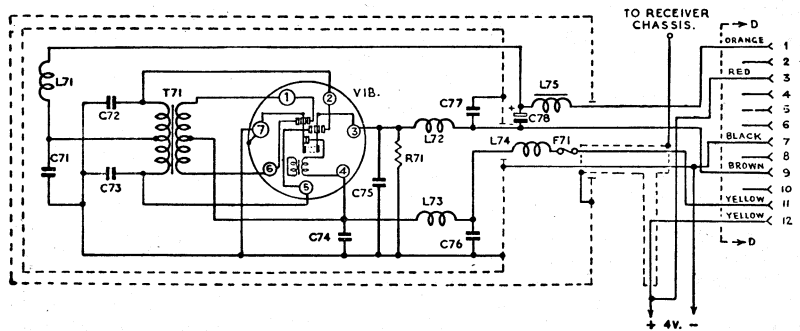 TO RECEIVER
CHASSIS.
D
ORANGE 1
2
RED 3
4
5
6
BLACK 7
8
BROWN 9
10
YELLOW 11
YELLOW 12
D
L71
T71
C72
C71
C73
VIB.
1
2
3
4
5
6
7
C77
+
C78
L75
L72
L74
F71
R71
C75
L73
C74
C76
+ 4V. -